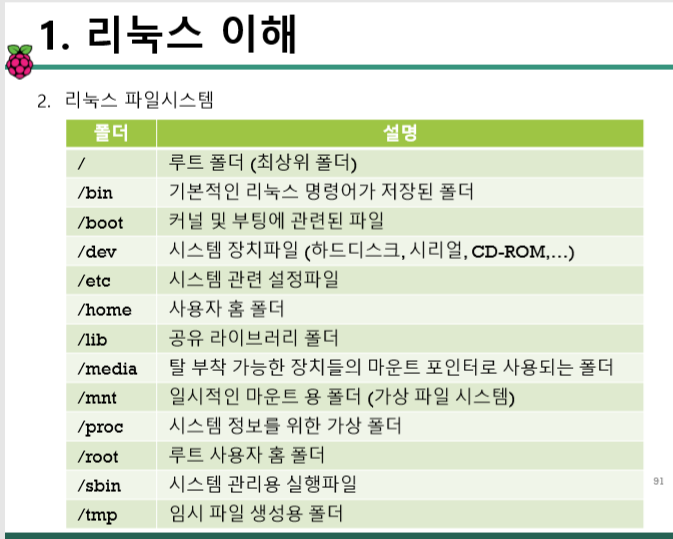 1. 리눅스 이해
2. 리눅스 파일시스템
폴더 설명
/ 루트 폴더 (최상위 폴더)
/bin 기본적인 리눅스 명령어가 저장된 폴더
/boot 커널 및 부팅에 관련된 파일
/dev 시스템 장치파일 (하드디스크, 시리얼, CD-ROM,...)
/etc 시스템 관련 설정파일
/home 사용자 홈 폴더
/lib 공유 라이브러리 폴더
/media 탈 부착 가능한 장치들의 마운트 포인터로 사용되는 폴더
/mnt 일시적인 마운트 용 폴더 (가상 파일 시스템)
/proc 시스템 정보를 위한 가상 폴더
/root 루트 사용자 홈 폴더
/sbin 시스템 관리용 실행파일
/tmp 임시 파일 생성용 폴더
91